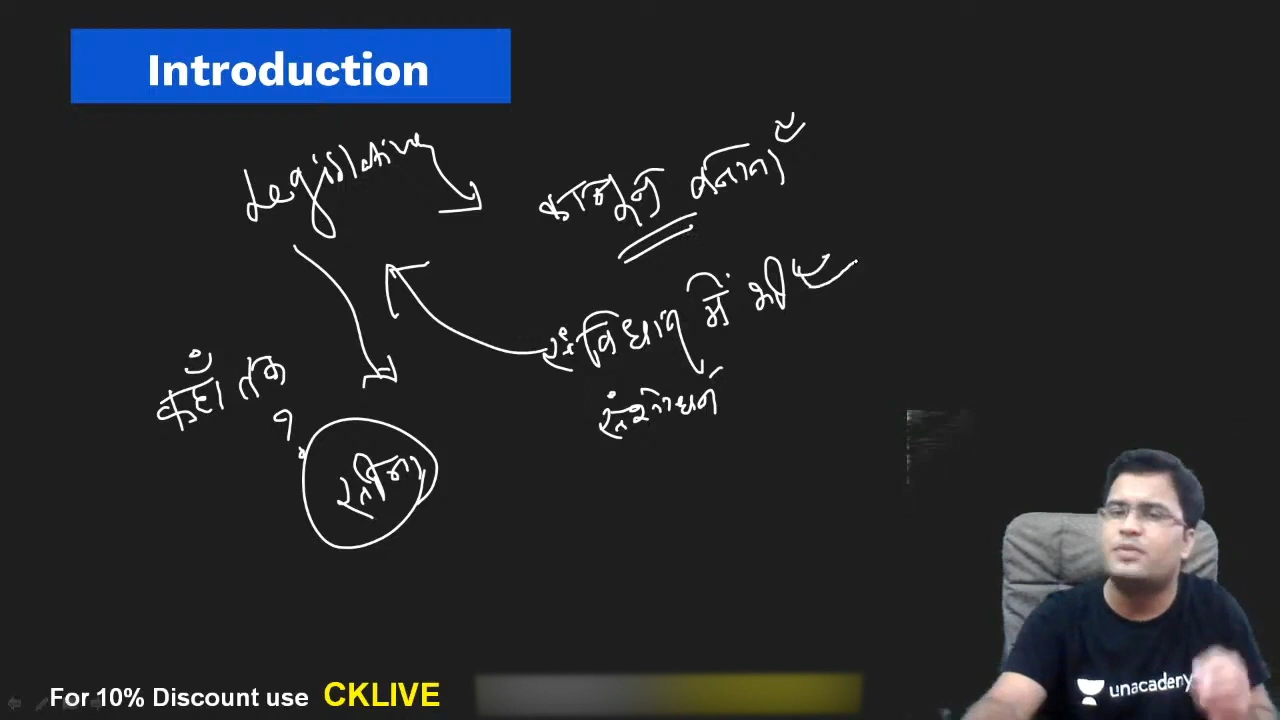 Introduction
Legislative
कानून बनाना
संविधान में भी
संशोधन
कहाँ तक
?
सीमा
unacademy
For 10% Discount use CKLIVE